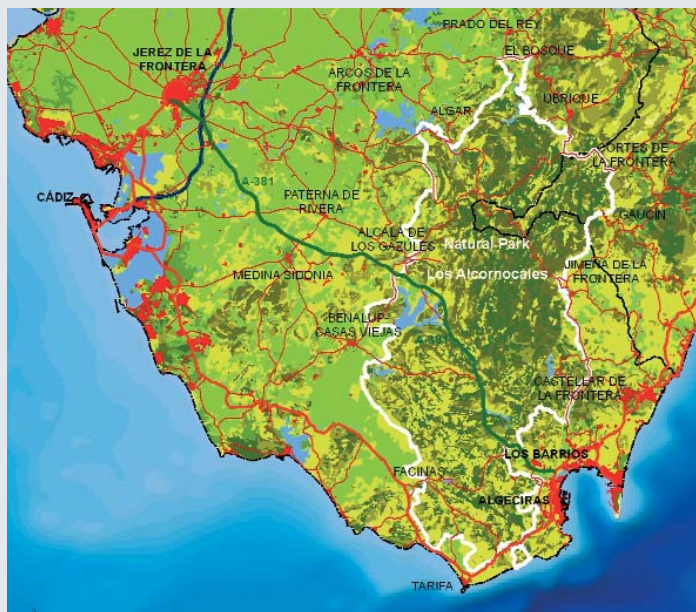 PRADO DEL REY
EL BOSQUE
JEREZ DE LA
FRONTERA
ARCOS DE LA
FRONTERA
UBRIQUE
ALGAR
CORTES DE
LA FRONTERA
A-381
CÁDIZ
PATERNA DE
RIVERA
GAUCÍN
ALCALÁ DE
LOS GAZULES
Natural Park
Los Alcornocales
JIMENA DE LA
FRONTERA
MEDINA SIDONIA
BENALUP-
CASAS VIEJAS
A-381
CASTELLAR DE
LA FRONTERA
LOS BARRIOS
FACINAS
ALGECIRAS
TARIFA